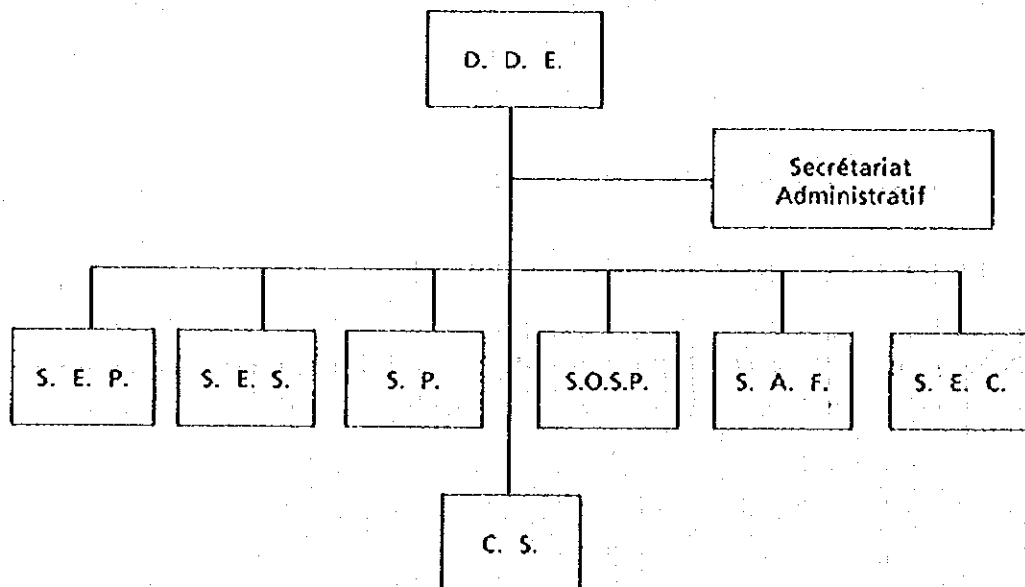 D. D. E.
Secrétariat
Administratif
S. E. P.
S. E. S.
S. P.
S.O.S.P.
S. A. F.
S. E. C.
C. S.